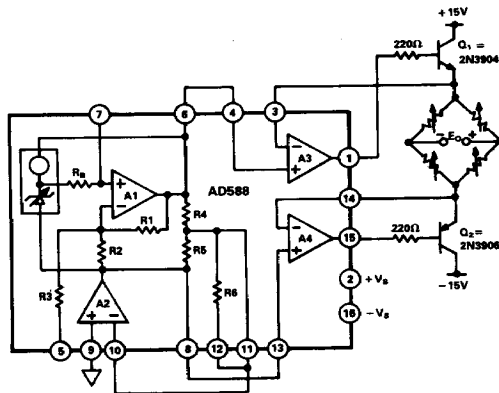 +15V
220Ω
Q1 =
2N3904
7
6
4
3
− EO +
RB
+
A1
−
AD588
−
A3
+
1
R1
R4
14
R2
R5
−
A4
+
15
220Ω
Q2 =
2N3906
R3
A2
+ −
R6
2
+VS
−15V
16
−VS
5
9
10
8
12
11
13